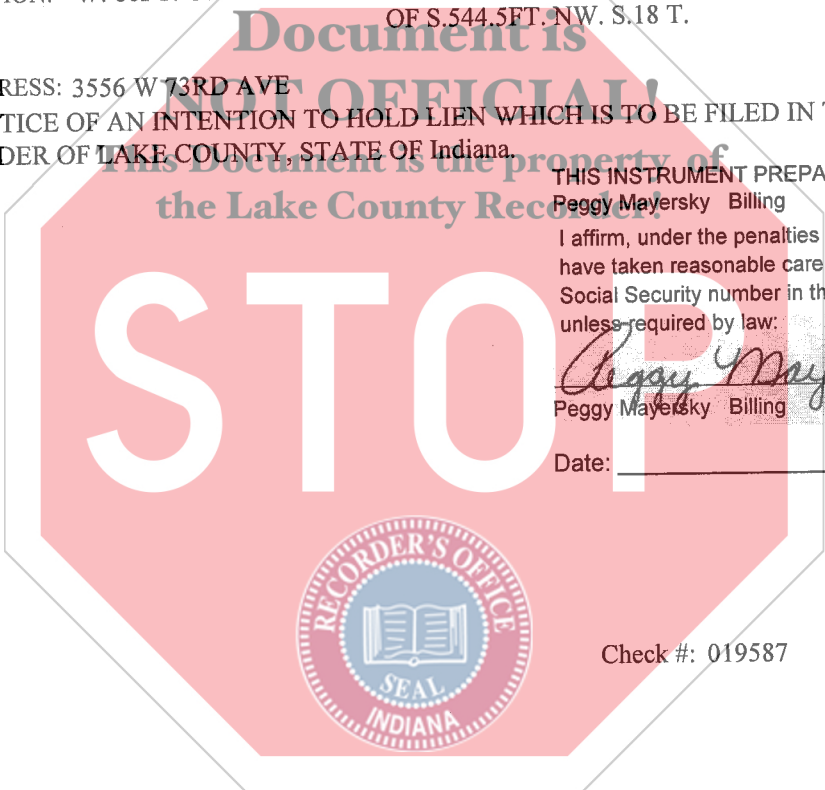 Document is
OF S.544.5FT. NW. S.18 T.
RESS: 3556 W 73RD AVE
NOT OFFICIAL!
TICE OF AN INTENTION TO HOLD LIEN WHICH IS TO BE FILED IN
DER OF LAKE COUNTY, STATE OF Indiana.
This Document is the property of
the Lake County Recorder!
THIS INSTRUMENT PREPA
Peggy Mayersky Billing
I affirm, under the penalties
have taken reasonable care
Social Security number in th
unless required by law:
STOP
Peggy May
Peggy Mayersky Billing
Date:
RECORDER'S OFFICE
SEAL
INDIANA
Check #: 019587